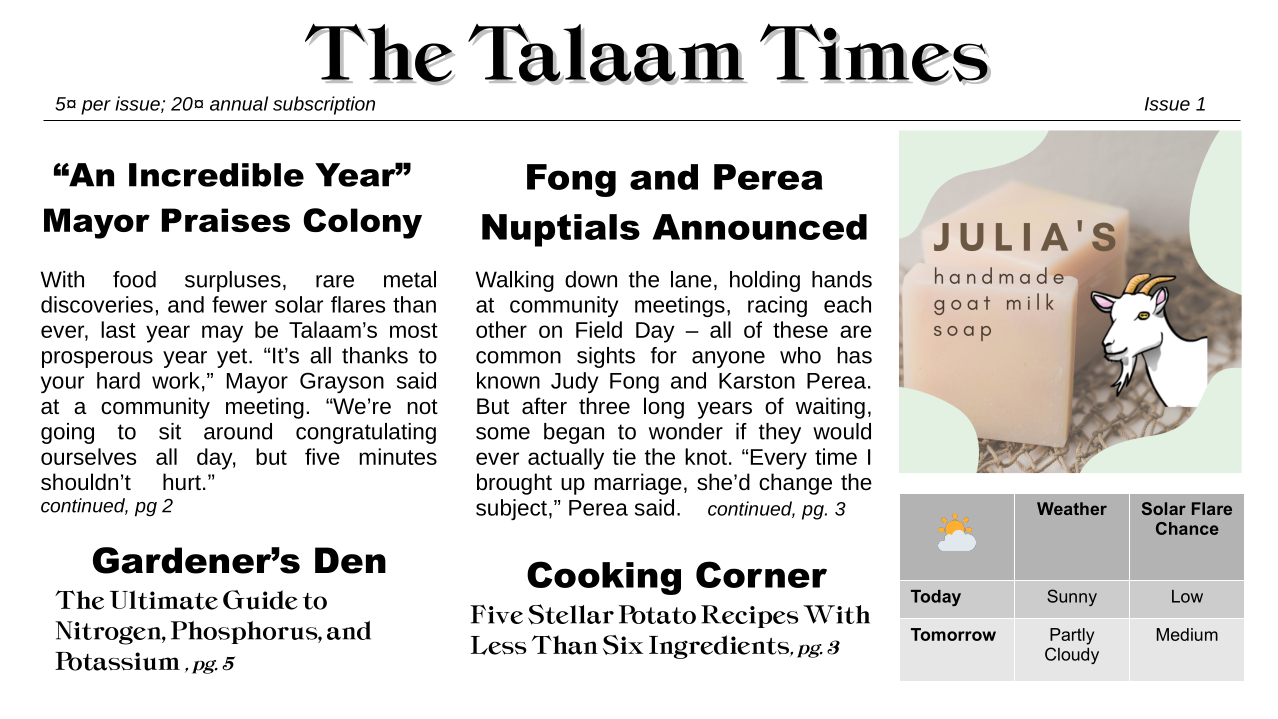 The Talaam Times
5¤ per issue; 20¤ annual subscription
Issue 1
“An Incredible Year”
Mayor Praises Colony
With food surpluses, rare metal
discoveries, and fewer solar flares than
ever, last year may be Talaam’s most
prosperous year yet. “It’s all thanks to
your hard work,” Mayor Grayson said
at a community meeting. “We’re not
going to sit around congratulating
ourselves all day, but five minutes
shouldn’t hurt.”
continued, pg 2
Gardener’s Den
The Ultimate Guide to
Nitrogen, Phosphorus, and
Potassium , pg. 5
Fong and Perea
Nuptials Announced
Walking down the lane, holding hands
at community meetings, racing each
other on Field Day – all of these are
common sights for anyone who has
known Judy Fong and Karston Perea.
But after three long years of waiting,
some began to wonder if they would
ever actually tie the knot. “Every time I
brought up marriage, she’d change the
subject,” Perea said. continued, pg. 3
Cooking Corner
Five Stellar Potato Recipes With
Less Than Six Ingredients, pg. 3
JULIA'S
handmade
goat milk
soap
Weather
Solar Flare
Chance
Today
Sunny
Low
Tomorrow
Partly
Cloudy
Medium